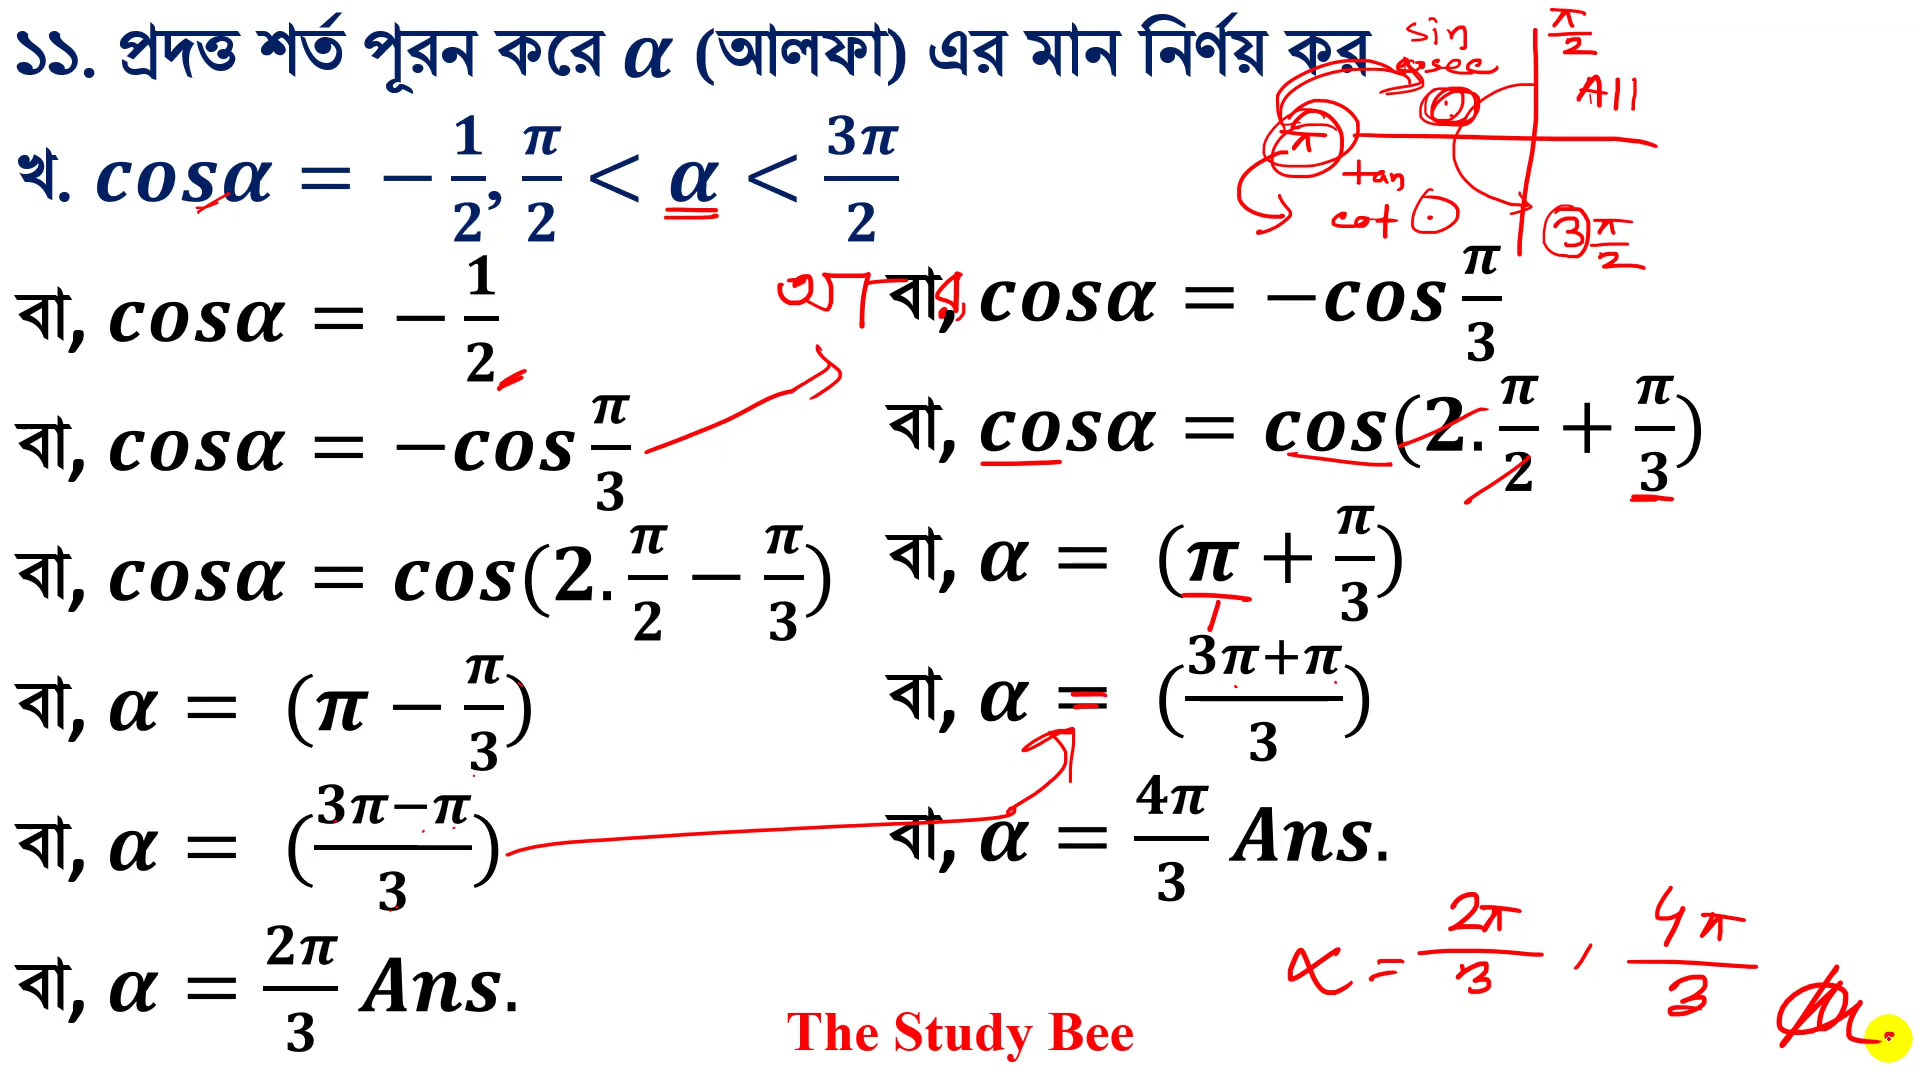 ১১. প্রদত্ত শর্ত পূরন করে α (আলফা) এর মান নির্ণয় কর
খ. cosα = −1/2, π/2 < α < 3π/2
বা, cosα = −1/2
বা, cosα = −cos π/3
বা, cosα = cos(2.π/2 − π/3)
বা, α = (π − π/3)
বা, α = ((3π−π)/3)
বা, α = 2π/3 Ans.
বা, cosα = −cos π/3
বা, cosα = cos(2.π/2 + π/3)
বা, α = (π + π/3)
বা, α = ((3π+π)/3)
বা, α = 4π/3 Ans.
sin
cosec
π/2
All
π
tan
cot
3π/2
α = 2π/3, 4π/3
The Study Bee